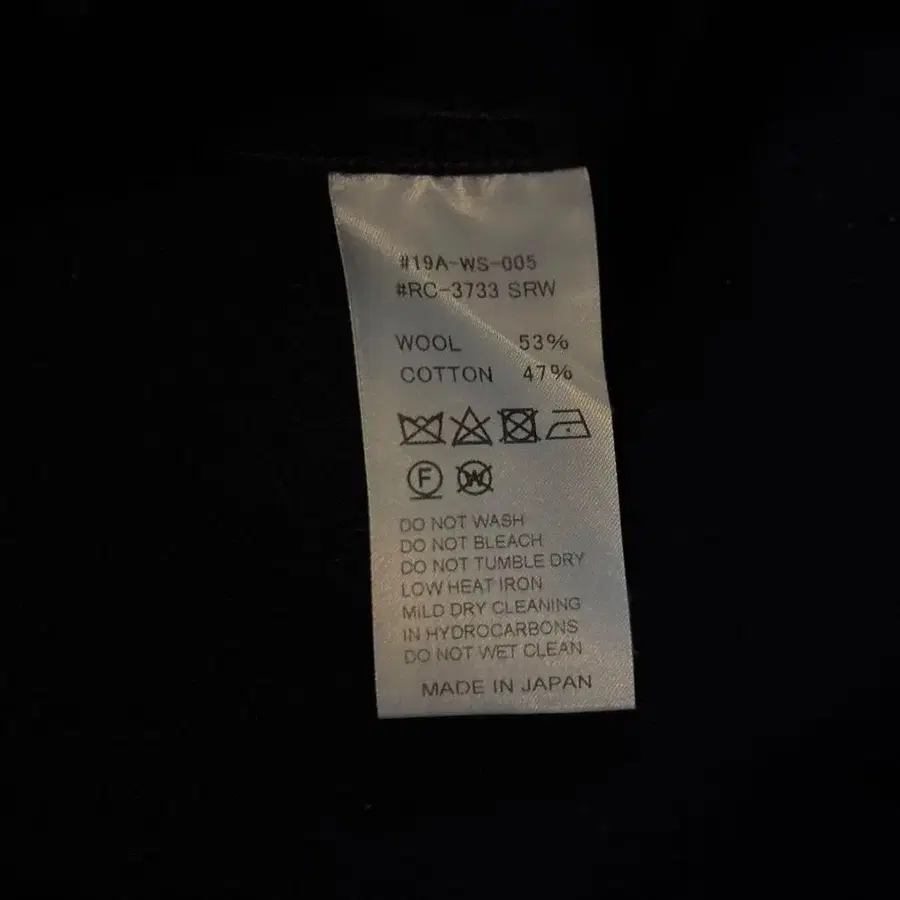 #19A-WS-005
#RC-3733 SRW
WOOL 53%
COTTON 47%
F W
DO NOT WASH
DO NOT BLEACH
DO NOT TUMBLE DRY
LOW HEAT IRON
MILD DRY CLEANING
IN HYDROCARBONS
DO NOT WET CLEAN
MADE IN JAPAN